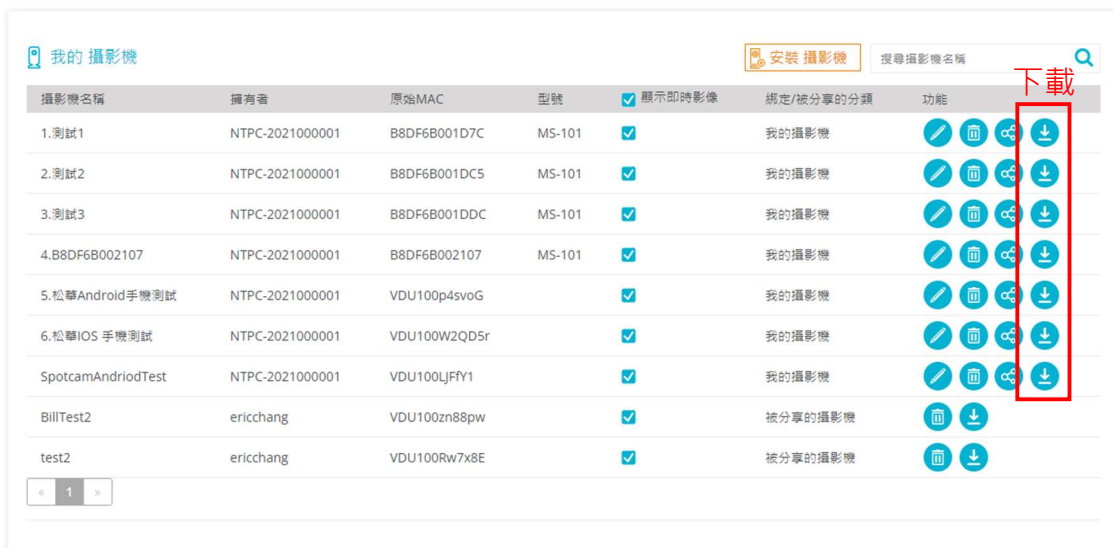 我的 攝影機
安裝 攝影機
搜尋攝影機名稱
下載
攝影機名稱 擁有者 原始MAC 型號 顯示即時影像 綁定/被分享的分類 功能
1.測試1 NTPC-2021000001 B8DF6B001D7C MS-101 我的攝影機
2.測試2 NTPC-2021000001 B8DF6B001DC5 MS-101 我的攝影機
3.測試3 NTPC-2021000001 B8DF6B001DDC MS-101 我的攝影機
4.B8DF6B002107 NTPC-2021000001 B8DF6B002107 MS-101 我的攝影機
5.松華Android手機測試 NTPC-2021000001 VDU100p4svoG 我的攝影機
6.松華IOS 手機測試 NTPC-2021000001 VDU100W2QD5r 我的攝影機
SpotcamAndriodTest NTPC-2021000001 VDU100LJFfY1 我的攝影機
BillTest2 ericchang VDU100zn88pw 被分享的攝影機
test2 ericchang VDU100Rw7x8E 被分享的攝影機
« 1 »